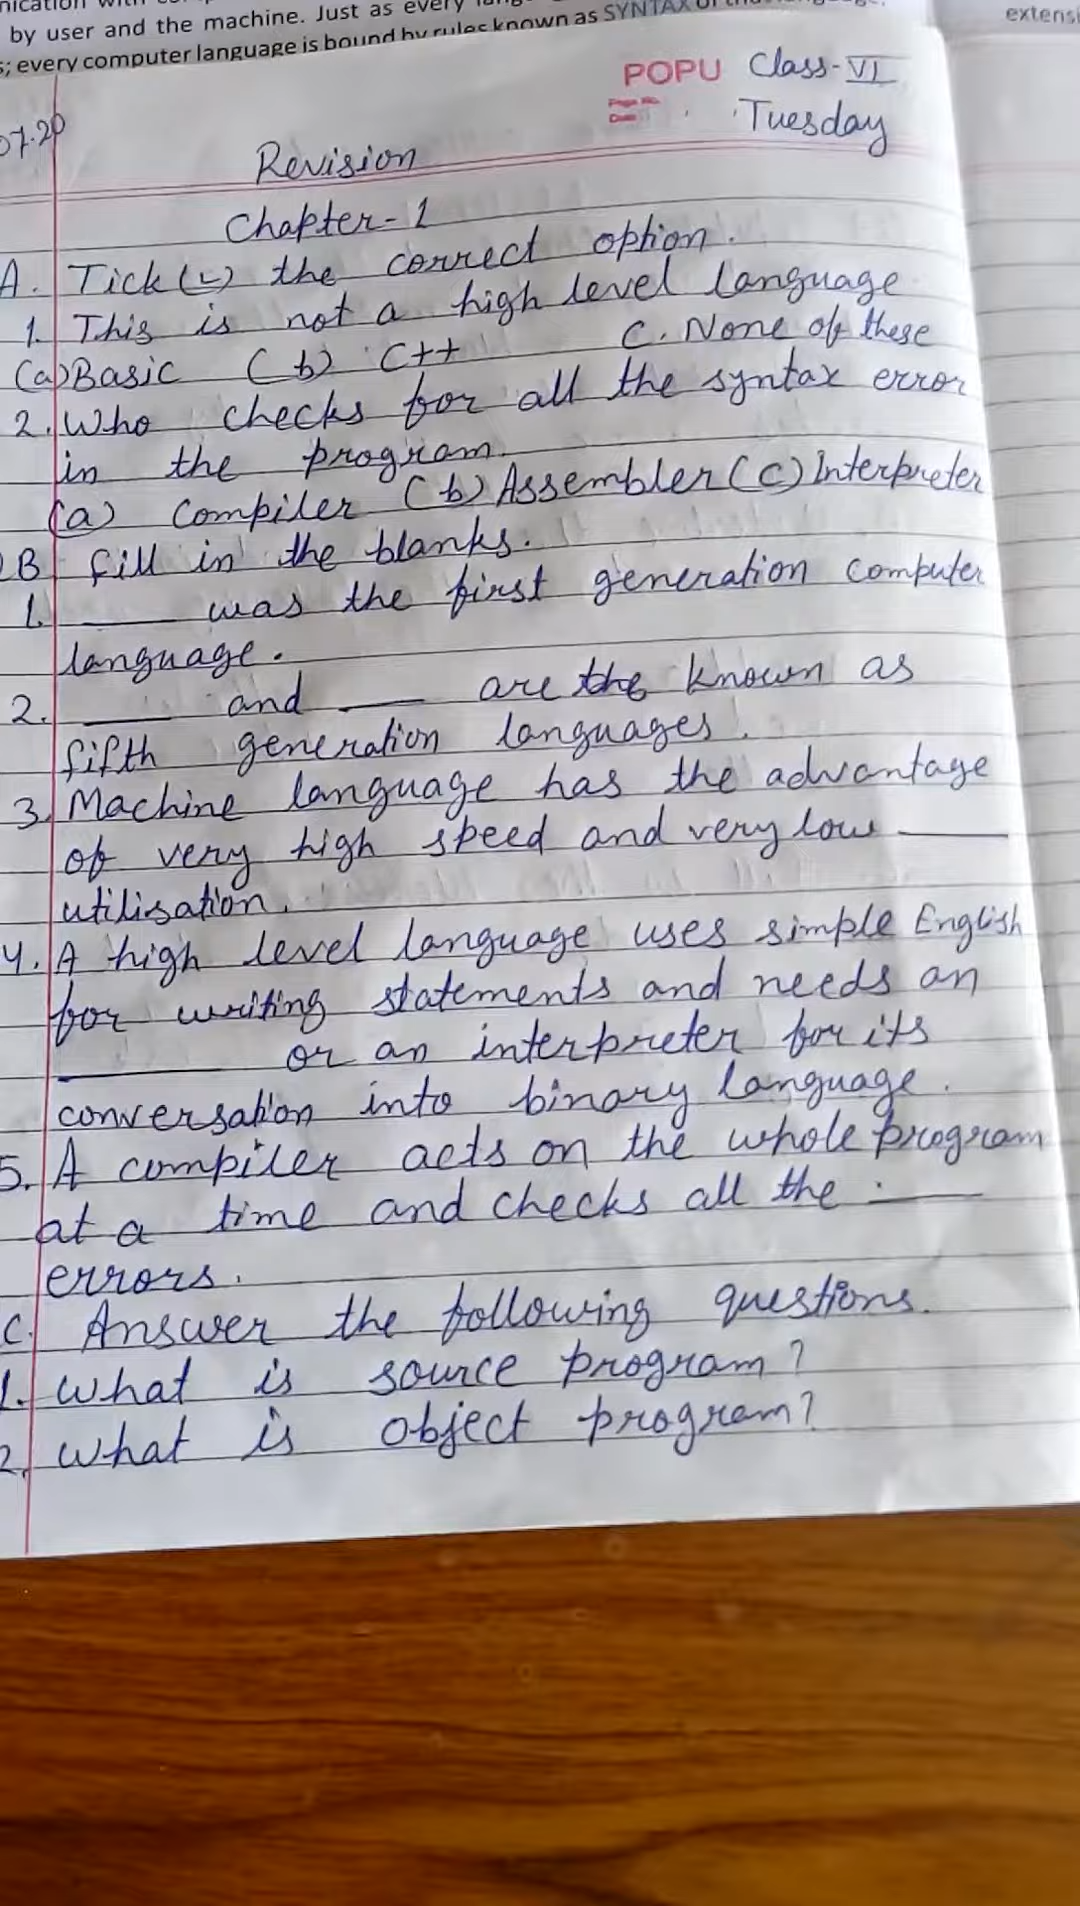 by user and the machine. Just as every
; every computer language is bound by rules known as SYNTAX
extensi
POPU Class-VI
Page No.
Date
07.20
Tuesday
Revision
Chapter-1
A. Tick (✓) the correct option.
1. This is not a high level language
(a) Basic (b) C++ C. None of these
2. Who checks for all the syntax error
in the program.
(a) Compiler (b) Assembler (c) Interpreter
B fill in the blanks.
1. ____ was the first generation computer
language.
2. ____ and ____ are the known as
fifth generation languages.
3. Machine language has the advantage
of very high speed and very low ____
utilisation.
4. A high level language uses simple English
for writing statements and needs an
____ or an interpreter for its
conversation into binary language.
5. A compiler acts on the whole program
at a time and checks all the ____
errors.
C. Answer the following questions.
1. What is source program?
2. What is object program?